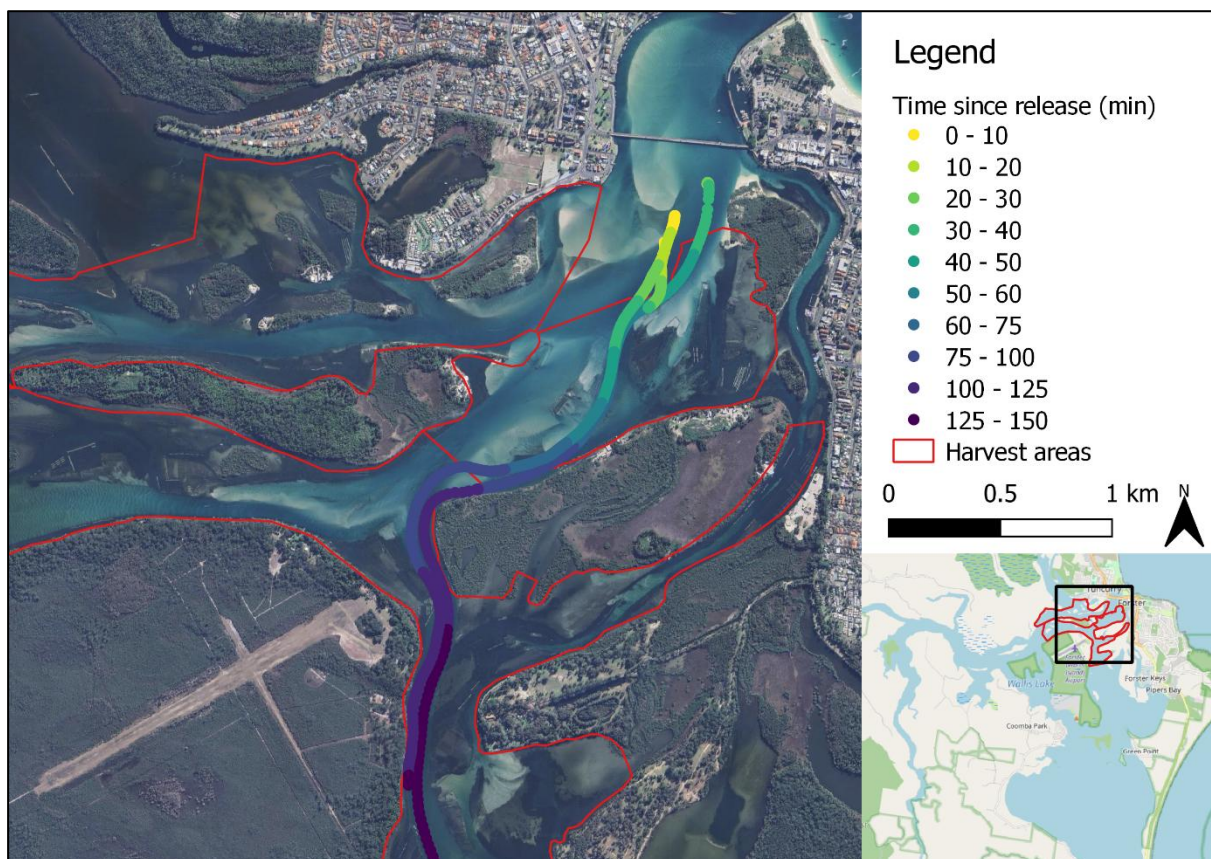 Legend
Time since release (min)
0 - 10
10 - 20
20 - 30
30 - 40
40 - 50
50 - 60
60 - 75
75 - 100
100 - 125
125 - 150
Harvest areas
0 0.5 1 km
N
Tuncurry
Forster
Wallis Lake
Forster Keys
Pipers Bay
Coomba Park
Green Point